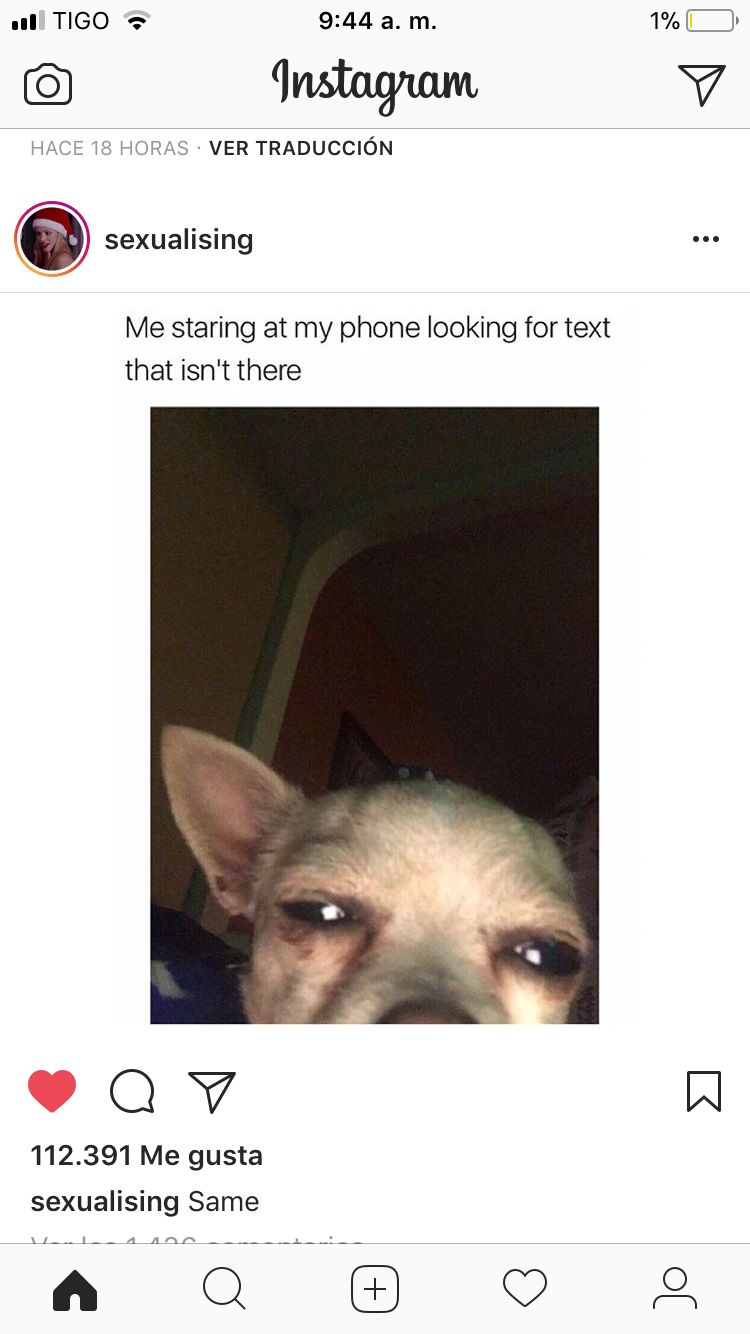 TIGO 9:44 a. m. 1%
Instagram
HACE 18 HORAS · VER TRADUCCIÓN
sexualising
Me staring at my phone looking for text
that isn't there
112.391 Me gusta
sexualising Same